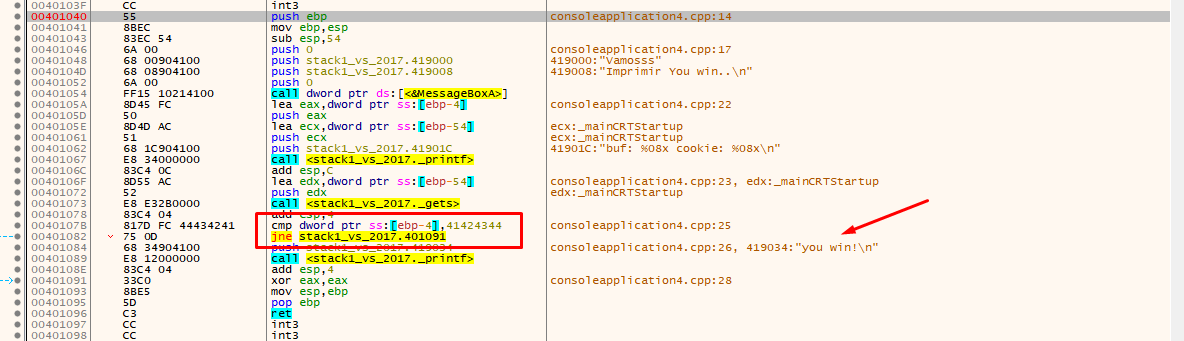 0040103F CC int3
00401040 55 push ebp consoleapplication4.cpp:14
00401041 8BEC mov ebp,esp
00401043 83EC 54 sub esp,54
00401046 6A 00 push 0 consoleapplication4.cpp:17
00401048 68 00904100 push stack1_vs_2017.419000 419000:"Vamosss"
0040104D 68 08904100 push stack1_vs_2017.419008 419008:"Imprimir You win..\n"
00401052 6A 00 push 0
00401054 FF15 10214100 call dword ptr ds:[<&MessageBoxA>]
0040105A 8D45 FC lea eax,dword ptr ss:[ebp-4] consoleapplication4.cpp:22
0040105D 50 push eax
0040105E 8D4D AC lea ecx,dword ptr ss:[ebp-54] ecx:_mainCRTStartup
00401061 51 push ecx ecx:_mainCRTStartup
00401062 68 1C904100 push stack1_vs_2017.41901C 41901C:"buf: %08x cookie: %08x\n"
00401067 E8 34000000 call <stack1_vs_2017._printf>
0040106C 83C4 0C add esp,C
0040106F 8D55 AC lea edx,dword ptr ss:[ebp-54] consoleapplication4.cpp:23, edx:_mainCRTStartup
00401072 52 push edx edx:_mainCRTStartup
00401073 E8 E32B0000 call <stack1_vs_2017._gets>
00401078 83C4 04 add esp,4
0040107B 817D FC 44434241 cmp dword ptr ss:[ebp-4],41424344 consoleapplication4.cpp:25
00401082 75 0D jne stack1_vs_2017.401091
00401084 68 34904100 push stack1_vs_2017.419034 consoleapplication4.cpp:26, 419034:"you win!\n"
00401089 E8 12000000 call <stack1_vs_2017._printf>
0040108E 83C4 04 add esp,4
00401091 33C0 xor eax,eax consoleapplication4.cpp:28
00401093 8BE5 mov esp,ebp
00401095 5D pop ebp
00401096 C3 ret
00401097 CC int3
00401098 CC int3